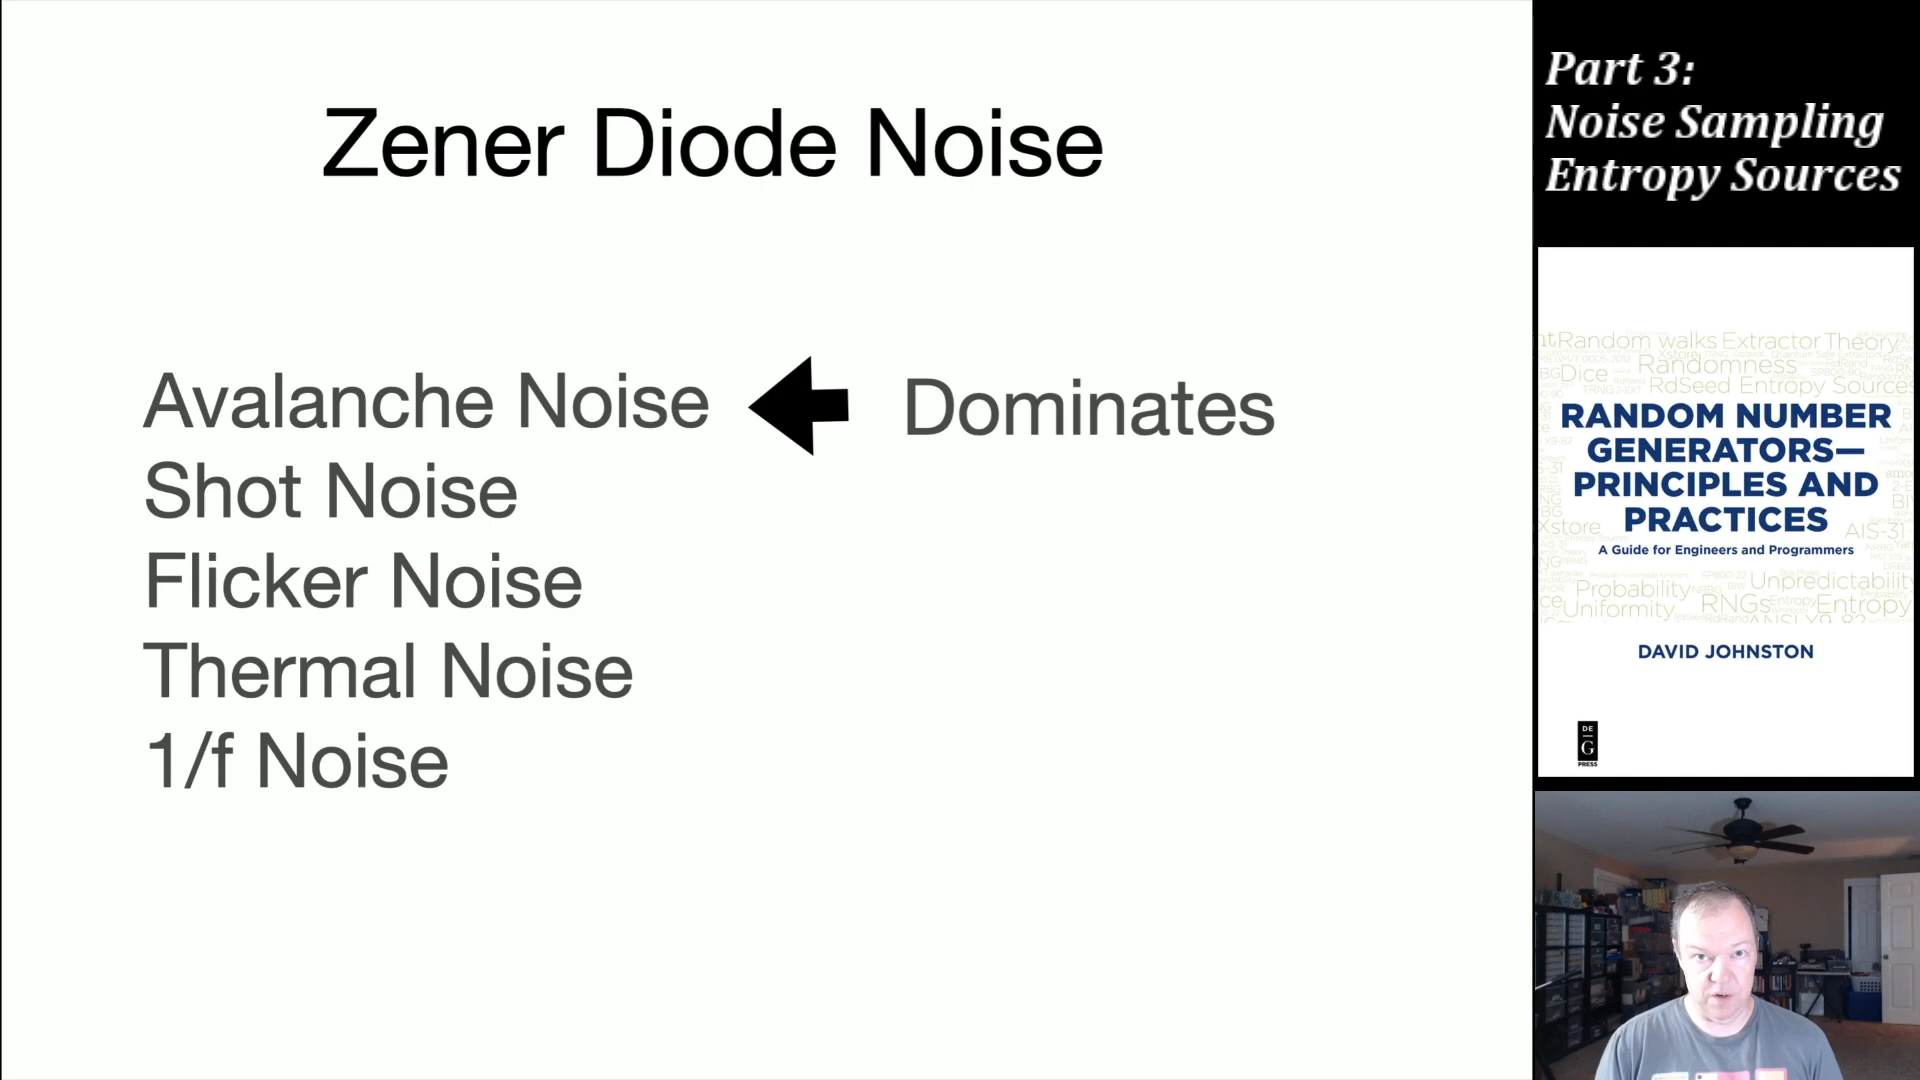 Zener Diode Noise
Avalanche Noise
Dominates
Shot Noise
Flicker Noise
Thermal Noise
1/f Noise
Part 3:
Noise Sampling
Entropy Sources
Random walks Extractor Theory
Randomness
Dice
RdSeed Entropy Sources
RANDOM NUMBER
GENERATORS—
PRINCIPLES AND
PRACTICES
Xstore
AIS-31
A Guide for Engineers and Programmers
Probability
Uniformity
RNGs
Entropy
DAVID JOHNSTON
DE
G
PRESS